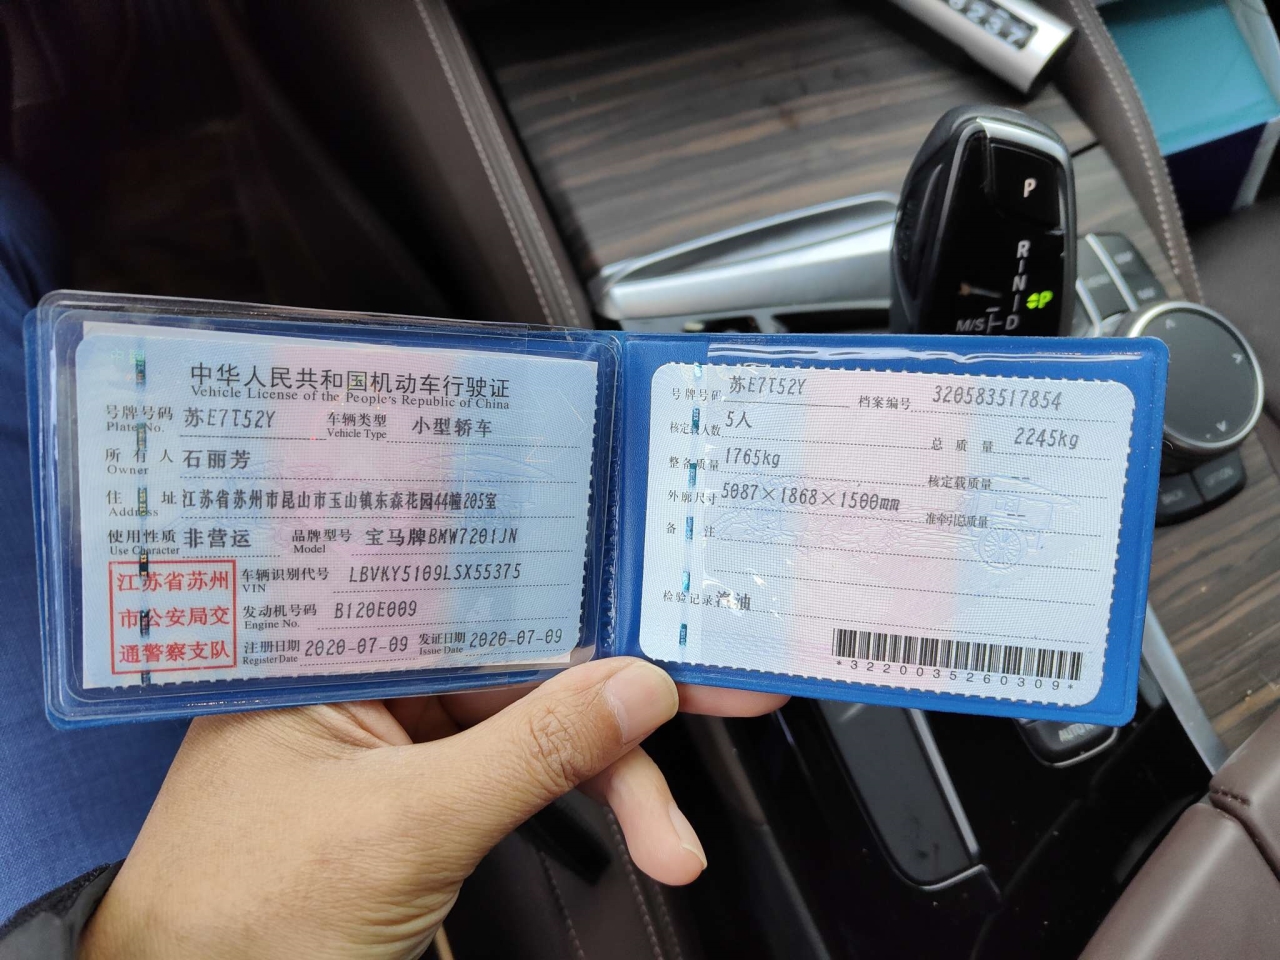 中华人民共和国机动车行驶证
Vehicle License of the People's Republic of China
号牌号码 苏E7T52Y 车辆类型 小型轿车
Plate No. Vehicle Type
所有人 石丽芳
Owner
住址 江苏省苏州市昆山市玉山镇东森花园44幢205室
Address
使用性质 非营运 品牌型号 宝马牌BMW7201JN
Use Character Model
江苏省苏州
市公安局交
通警察支队
车辆识别代号 LBVKY5109LSX55375
VIN
发动机号码 B120E009
Engine No.
注册日期 2020-07-09 发证日期 2020-07-09
Register Date Issue Date
号牌号码 苏E7T52Y 档案编号 320583517854
核定载人数 5人 总质量 2245kg
整备质量 1765kg 核定载质量 --
外廓尺寸 5087×1868×1500mm 准牵引总质量 --
备注
检验记录 汽油
*3220035260309*
P
R
N
D
M/S
P